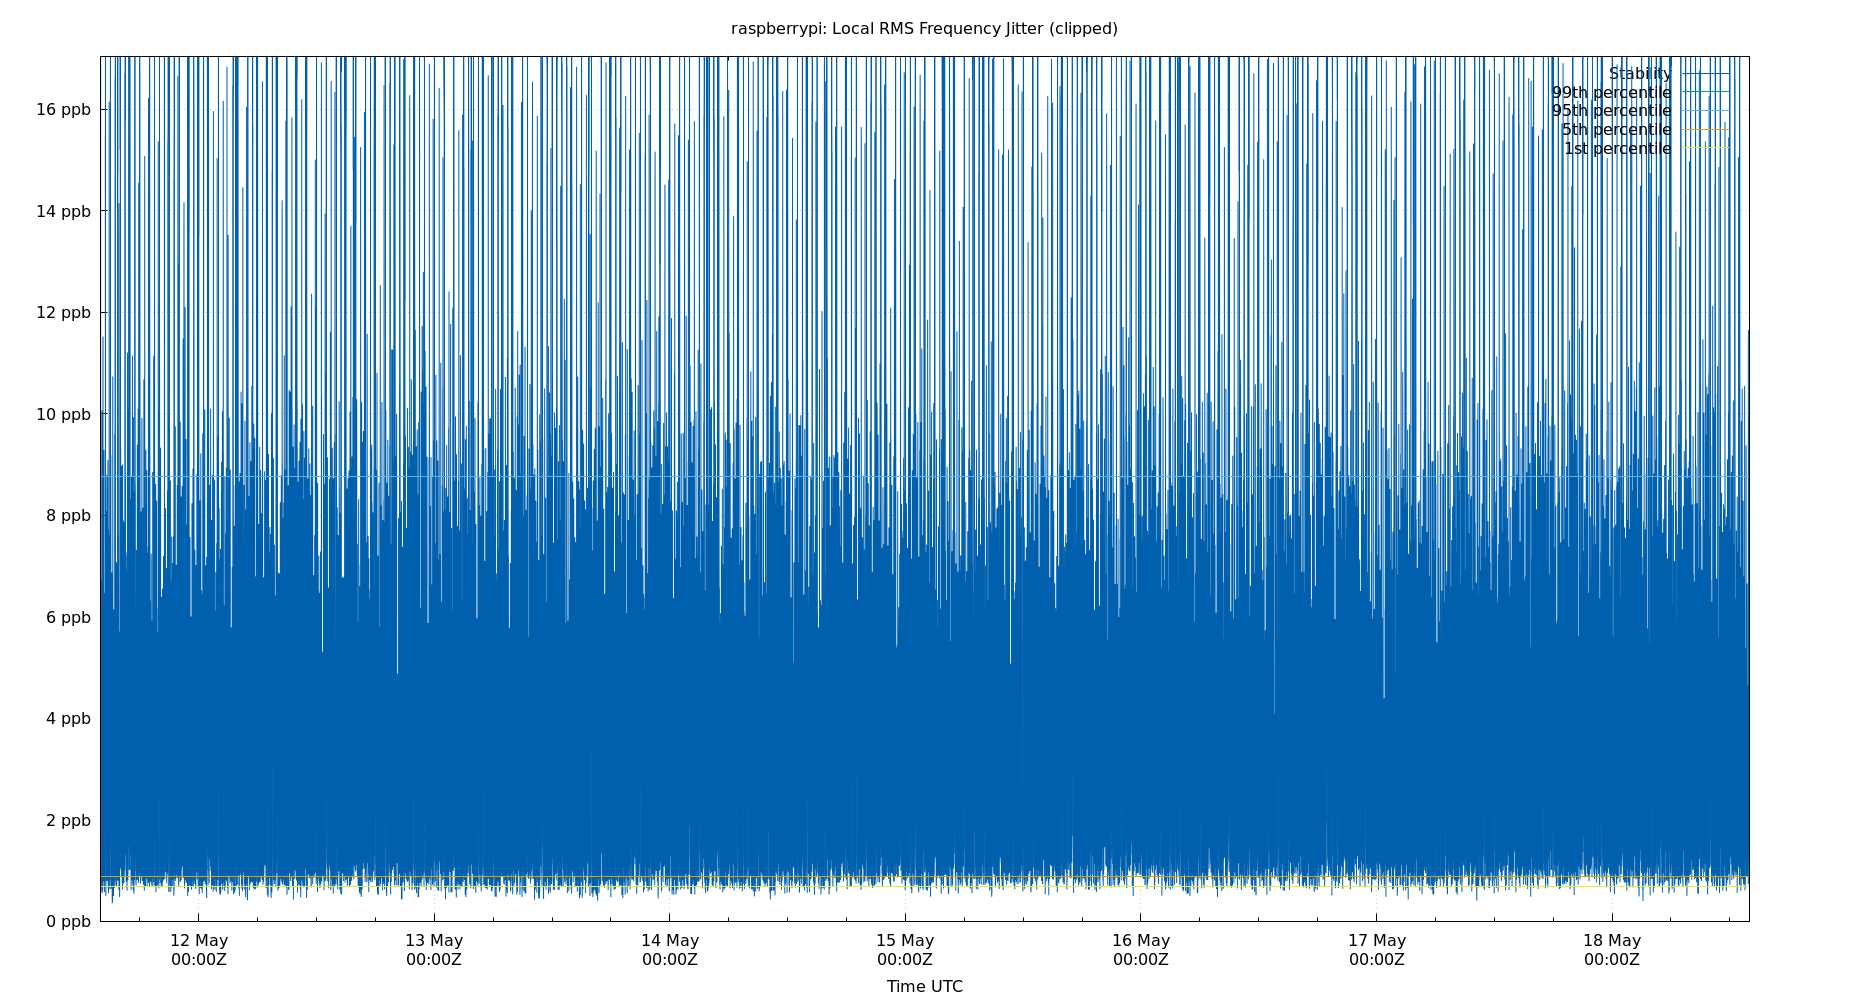 raspberrypi: Local RMS Frequency Jitter (clipped)
Stability
99th percentile
95th percentile
5th percentile
1st percentile
16 ppb
14 ppb
12 ppb
10 ppb
8 ppb
6 ppb
4 ppb
2 ppb
0 ppb
12 May 13 May 14 May 15 May 16 May 17 May 18 May
00:00Z 00:00Z 00:00Z 00:00Z 00:00Z 00:00Z 00:00Z
Time UTC